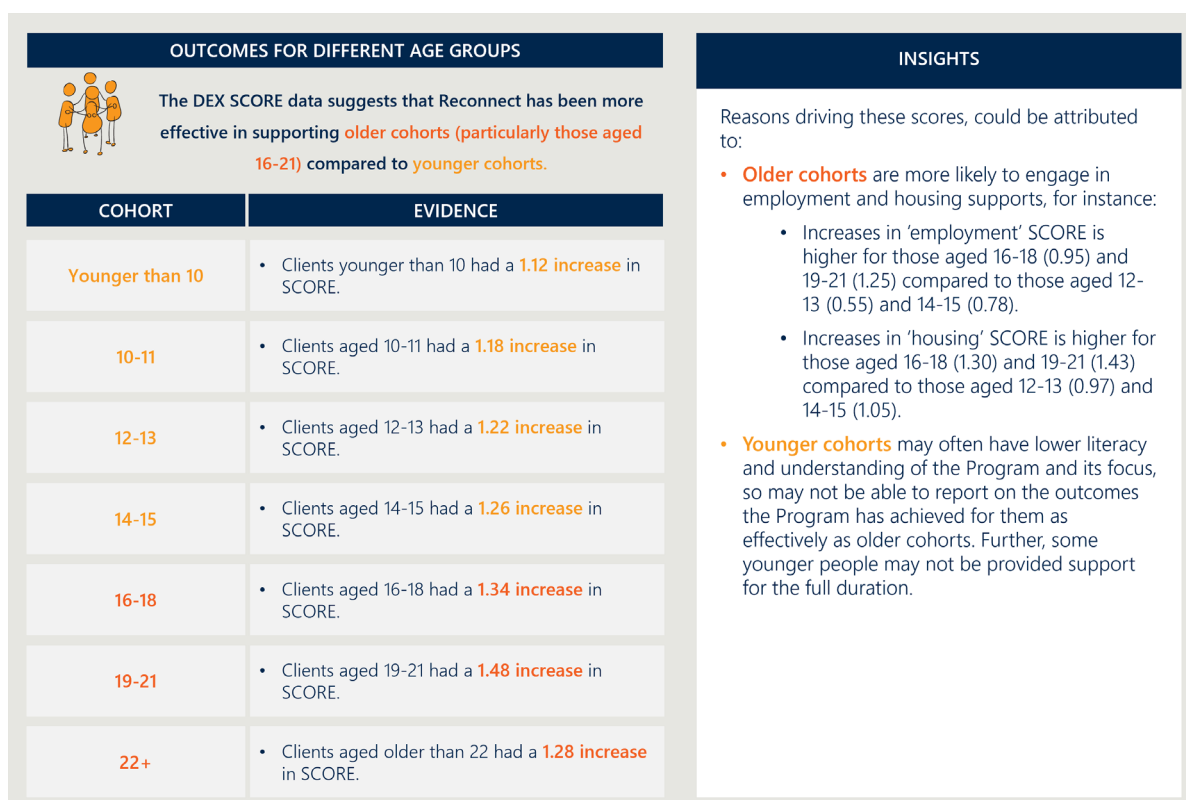 OUTCOMES FOR DIFFERENT AGE GROUPS
The DEX SCORE data suggests that Reconnect has been more
effective in supporting older cohorts (particularly those aged
16-21) compared to younger cohorts.
COHORT
EVIDENCE
Younger than 10
• Clients younger than 10 had a 1.12 increase in
SCORE.
10-11
• Clients aged 10-11 had a 1.18 increase in
SCORE.
12-13
• Clients aged 12-13 had a 1.22 increase in
SCORE.
14-15
• Clients aged 14-15 had a 1.26 increase in
SCORE.
16-18
• Clients aged 16-18 had a 1.34 increase in
SCORE.
19-21
• Clients aged 19-21 had a 1.48 increase in
SCORE.
22+
• Clients aged older than 22 had a 1.28 increase
in SCORE.
INSIGHTS
Reasons driving these scores, could be attributed
to:
• Older cohorts are more likely to engage in
employment and housing supports, for instance:
• Increases in ‘employment’ SCORE is
higher for those aged 16-18 (0.95) and
19-21 (1.25) compared to those aged 12-
13 (0.55) and 14-15 (0.78).
• Increases in ‘housing’ SCORE is higher for
those aged 16-18 (1.30) and 19-21 (1.43)
compared to those aged 12-13 (0.97) and
14-15 (1.05).
• Younger cohorts may often have lower literacy
and understanding of the Program and its focus,
so may not be able to report on the outcomes
the Program has achieved for them as
effectively as older cohorts. Further, some
younger people may not be provided support
for the full duration.